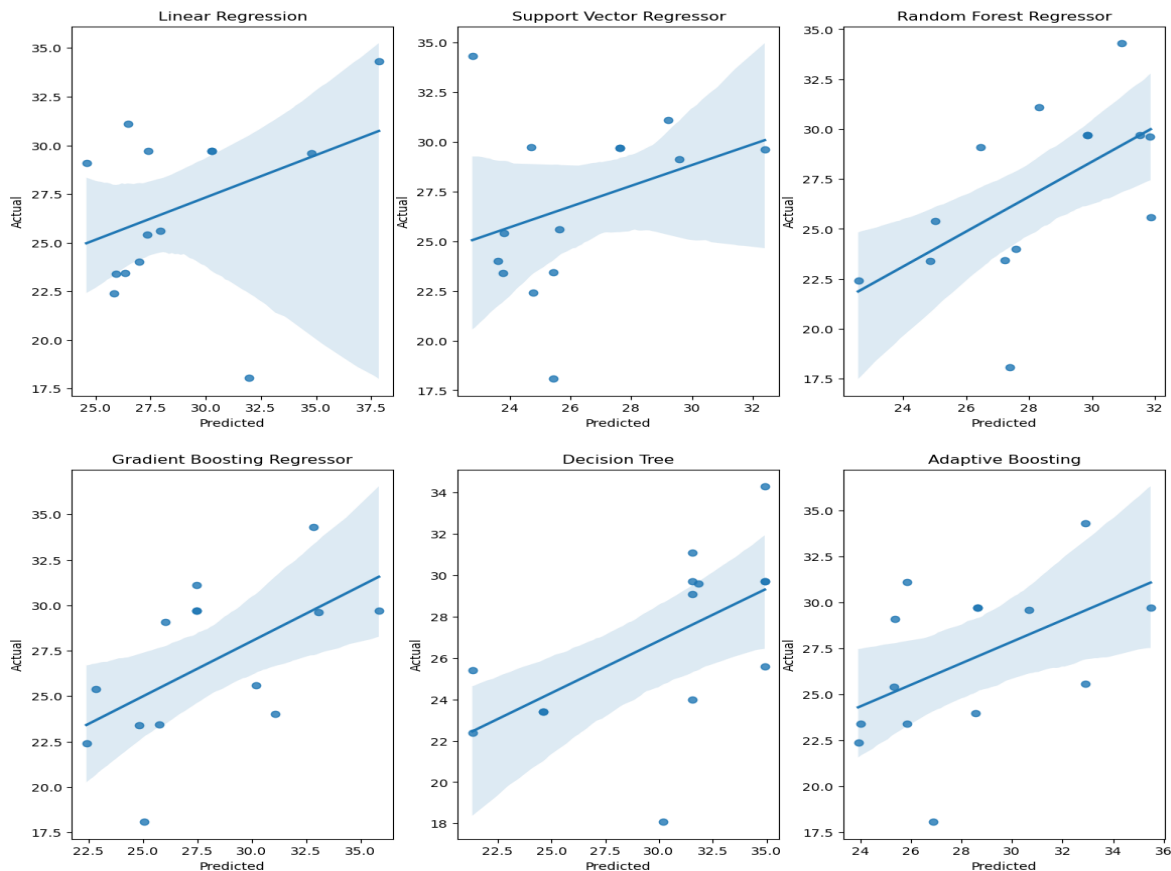 Linear Regression
Support Vector Regressor
Random Forest Regressor
35.0
32.5
30.0
27.5
25.0
22.5
20.0
17.5
Actual
25.0 27.5 30.0 32.5 35.0 37.5
Predicted
35.0
32.5
30.0
27.5
25.0
22.5
20.0
17.5
Actual
24 26 28 30 32
Predicted
35.0
32.5
30.0
27.5
25.0
22.5
20.0
17.5
Actual
24 26 28 30 32
Predicted
Gradient Boosting Regressor
Decision Tree
Adaptive Boosting
35.0
32.5
30.0
27.5
25.0
22.5
20.0
17.5
Actual
22.5 25.0 27.5 30.0 32.5 35.0
Predicted
34
32
30
28
26
24
22
20
18
Actual
22.5 25.0 27.5 30.0 32.5 35.0
Predicted
35.0
32.5
30.0
27.5
25.0
22.5
20.0
17.5
Actual
24 26 28 30 32 34 36
Predicted